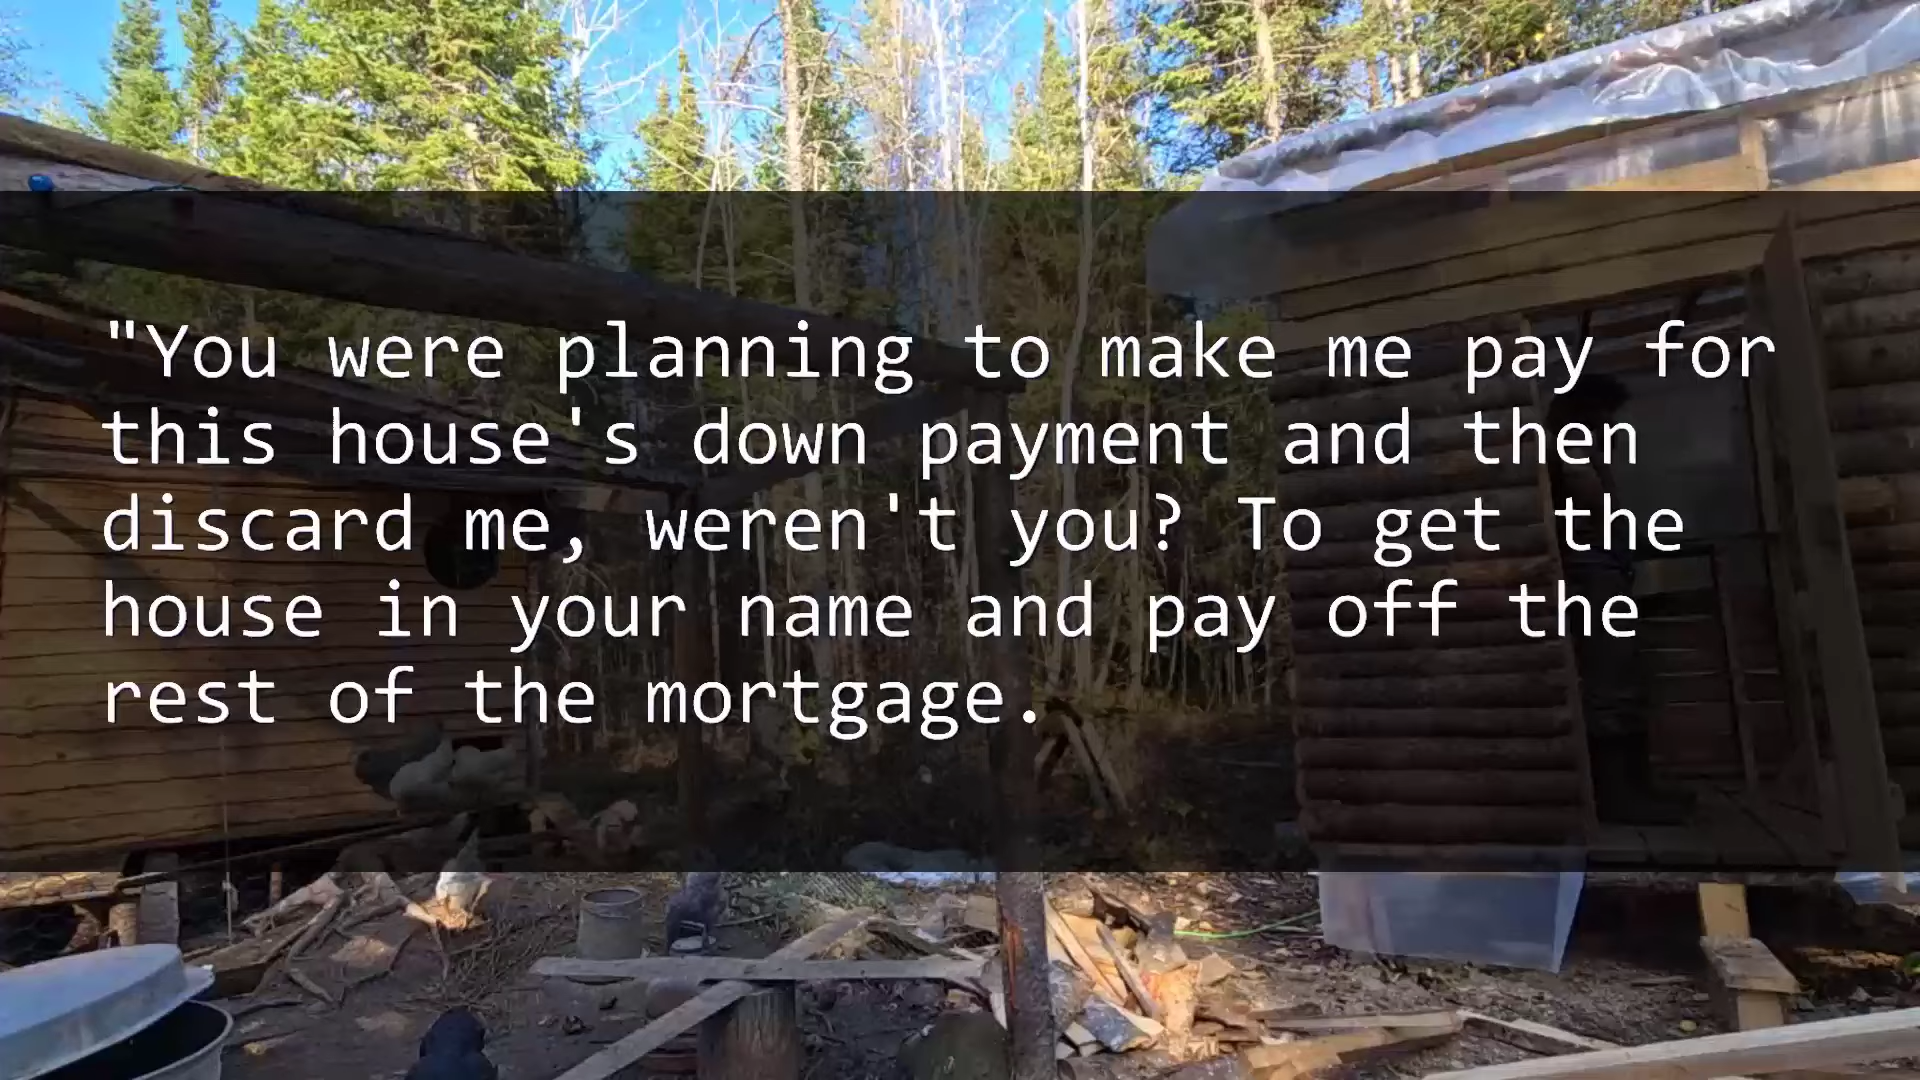 "You were planning to make me pay for
this house's down payment and then
discard me, weren't you? To get the
house in your name and pay off the
rest of the mortgage.